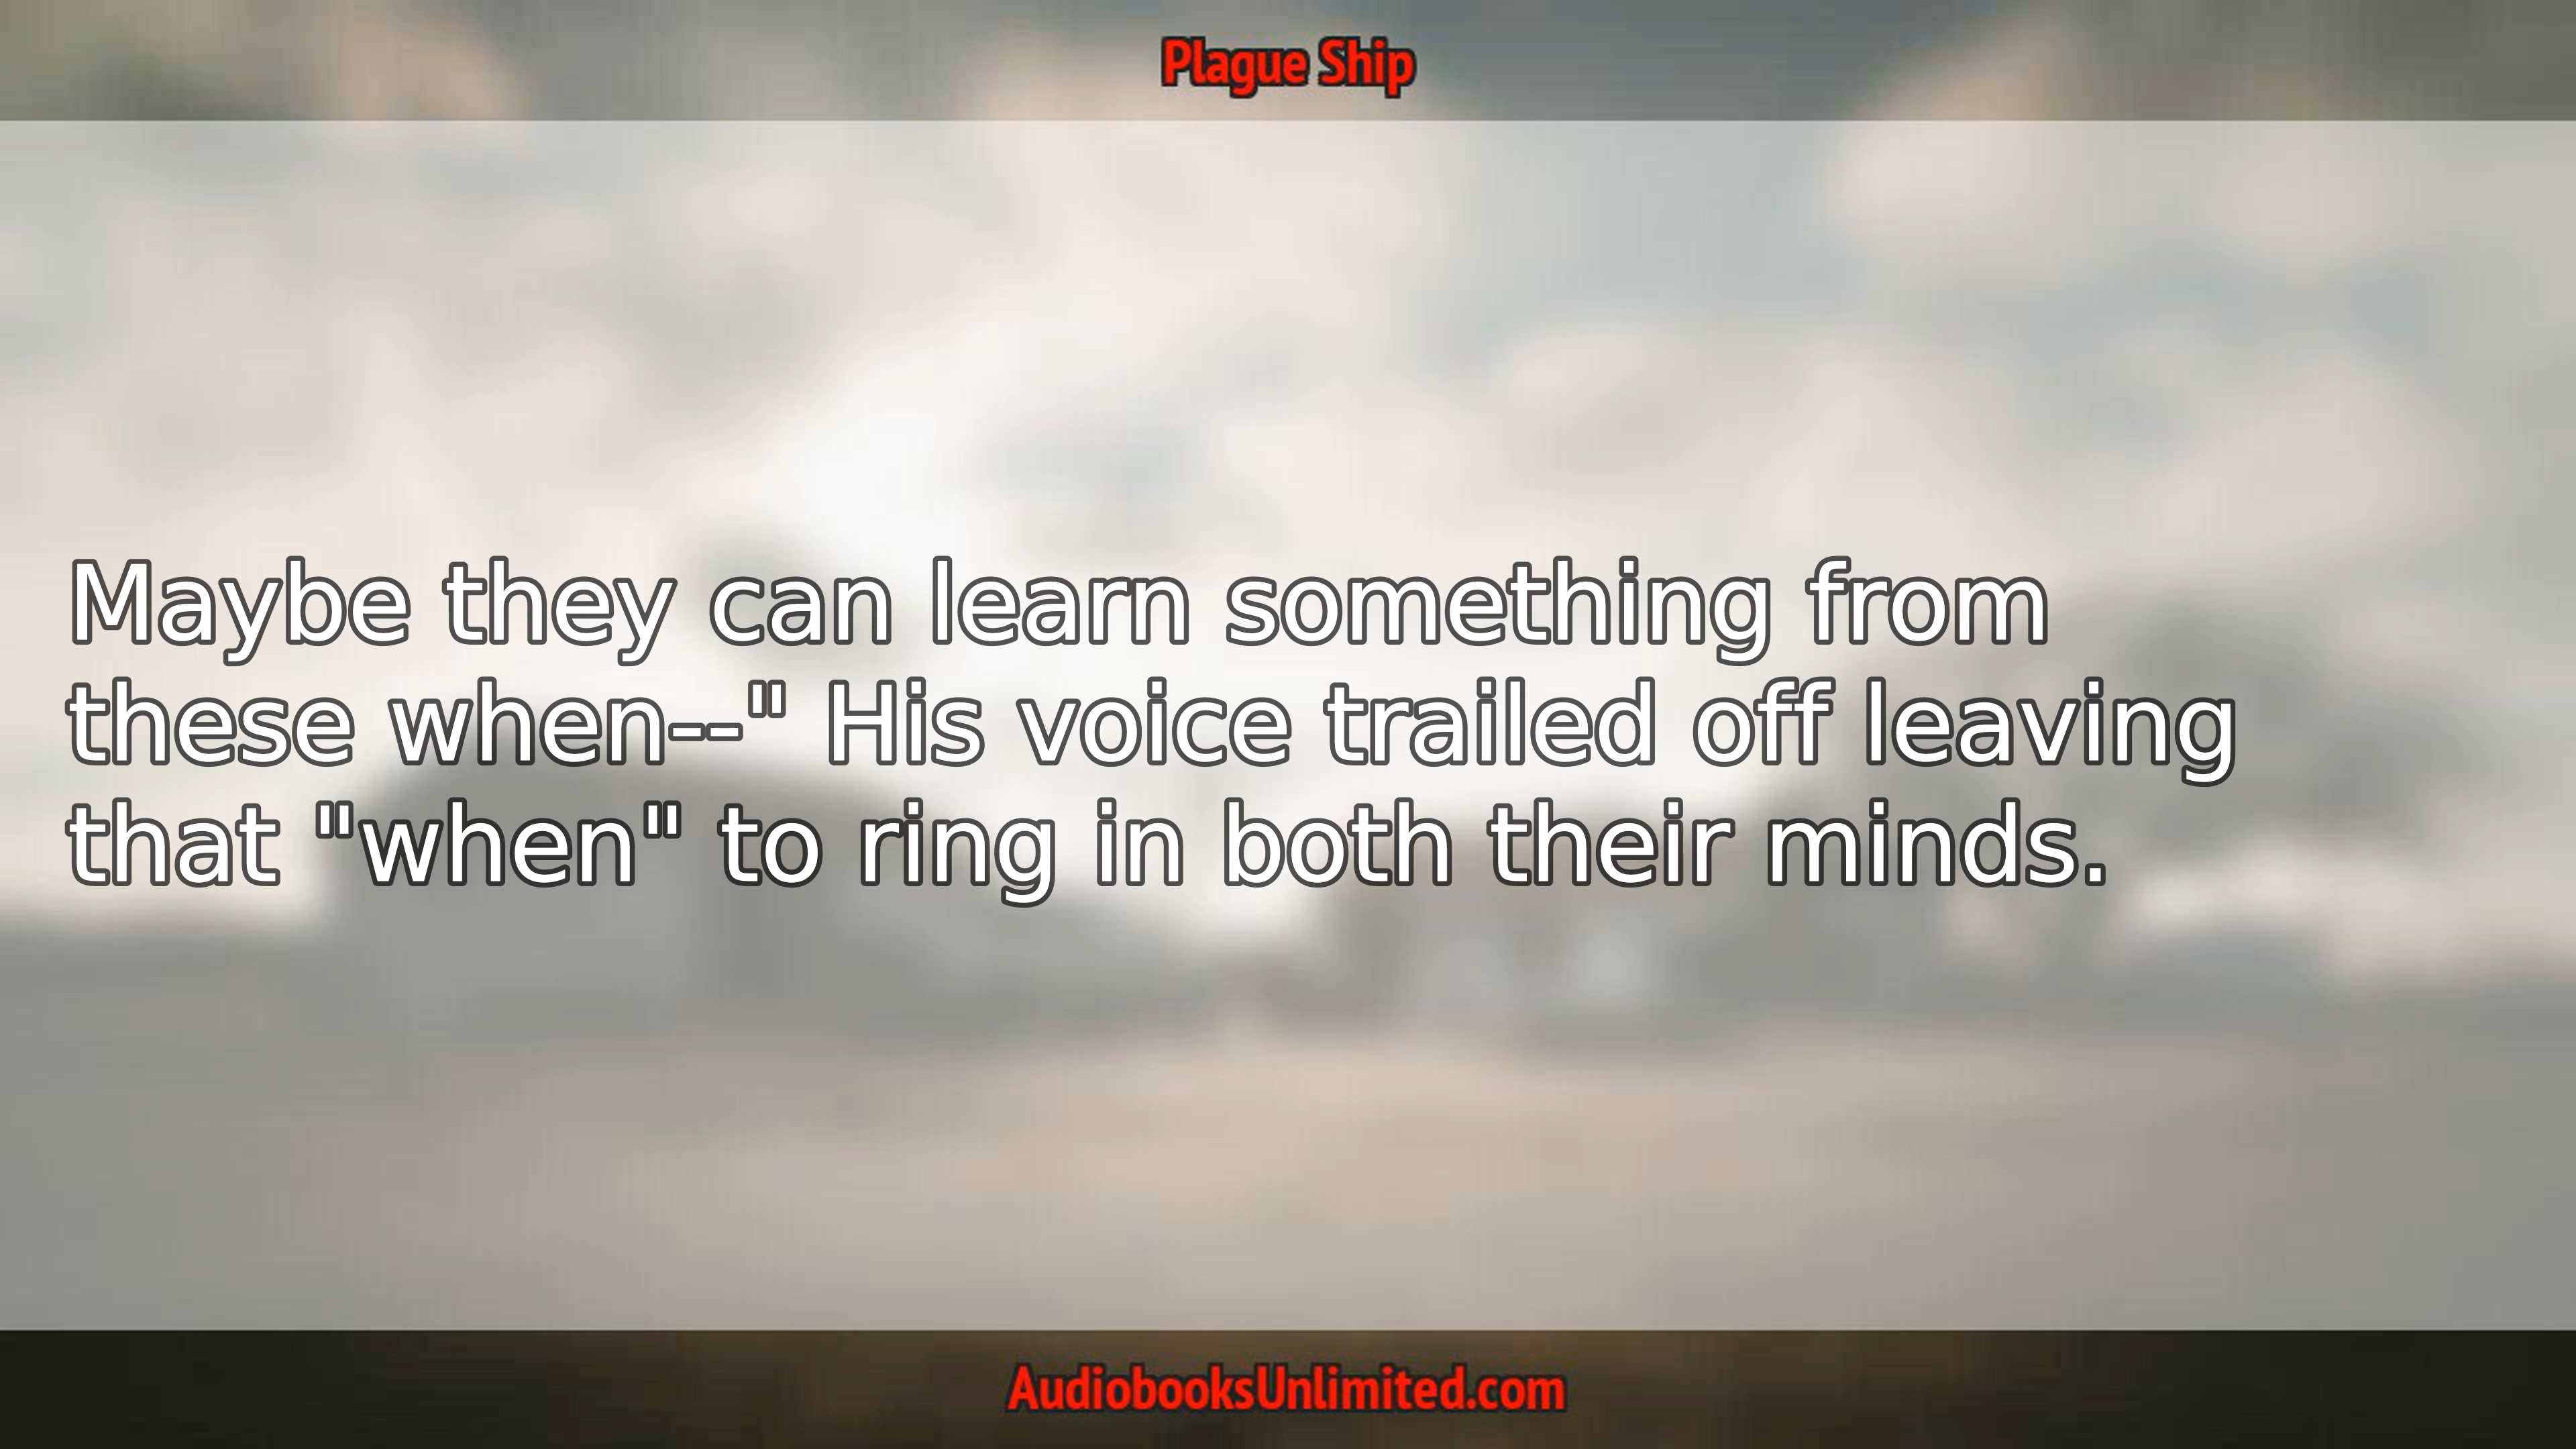 Plague Ship
Maybe they can learn something from
these when--" His voice trailed off leaving
that "when" to ring in both their minds.
AudiobooksUnlimited.com